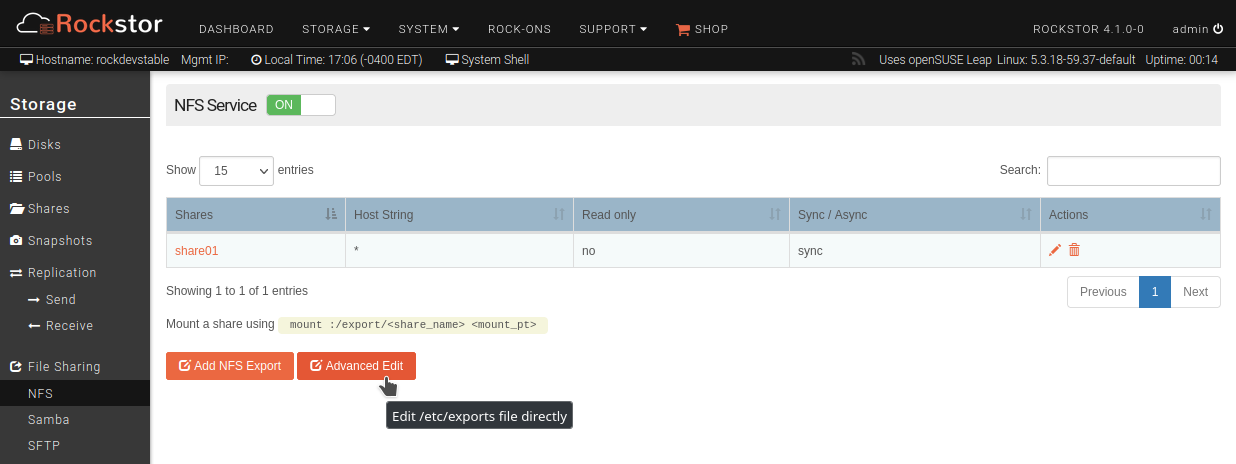 Rockstor
DASHBOARD STORAGE SYSTEM ROCK-ONS SUPPORT SHOP ROCKSTOR 4.1.0-0 admin
Hostname: rockdevstable Mgmt IP: Local Time: 17:06 (-0400 EDT) System Shell Uses openSUSE Leap Linux: 5.3.18-59.37-default Uptime: 00:14
Storage
Disks
Pools
Shares
Snapshots
Replication
Send
Receive
File Sharing
NFS
Samba
SFTP
NFS Service ON
Show 15 entries Search:
Shares Host String Read only Sync / Async Actions
share01 * no sync
Showing 1 to 1 of 1 entries Previous 1 Next
Mount a share using mount :/export/<share_name> <mount_pt>
Add NFS Export Advanced Edit
Edit /etc/exports file directly